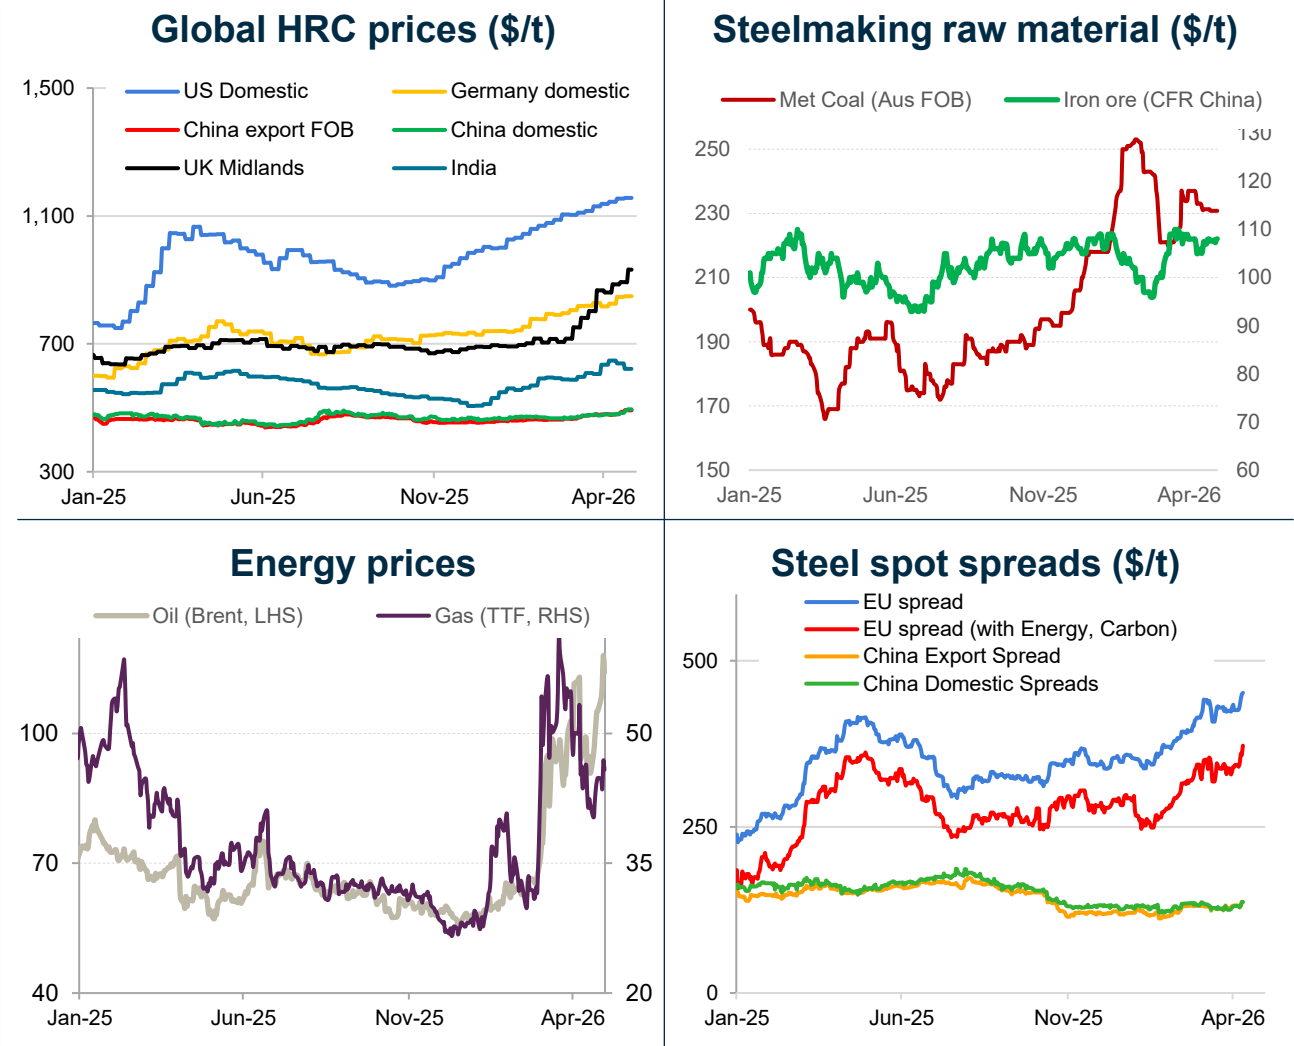 Global HRC prices ($/t)
US Domestic
Germany domestic
China export FOB
China domestic
UK Midlands
India
1,500
1,100
700
300
Jan-25
Jun-25
Nov-25
Apr-26
Steelmaking raw material ($/t)
Met Coal (Aus FOB)
Iron ore (CFR China)
250
230
210
190
170
150
130
120
110
100
90
80
70
60
Jan-25
Jun-25
Nov-25
Apr-26
Energy prices
Oil (Brent, LHS)
Gas (TTF, RHS)
100
70
40
50
35
20
Jan-25
Jun-25
Nov-25
Apr-26
Steel spot spreads ($/t)
EU spread
EU spread (with Energy, Carbon)
China Export Spread
China Domestic Spreads
500
250
0
Jan-25
Jun-25
Nov-25
Apr-26